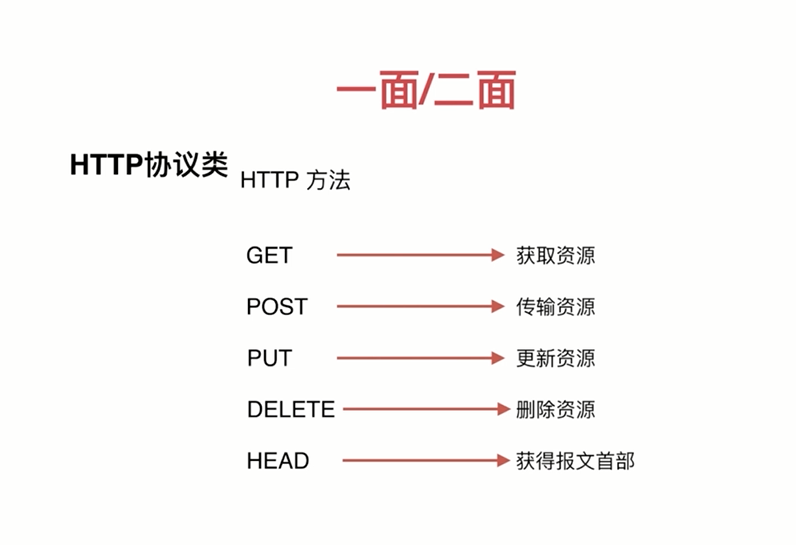 一面/二面
HTTP协议类
HTTP 方法
GET 获取资源
POST 传输资源
PUT 更新资源
DELETE 删除资源
HEAD 获得报文首部